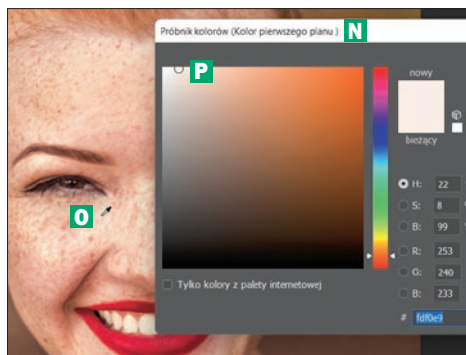 Próbnik kolorów (Kolor pierwszego planu ) N
P
nowy
bieżący
O
H: 22
S: 8
B: 99
R: 253
G: 240
B: 233
Tylko kolory z palety internetowej
# fdf0e9